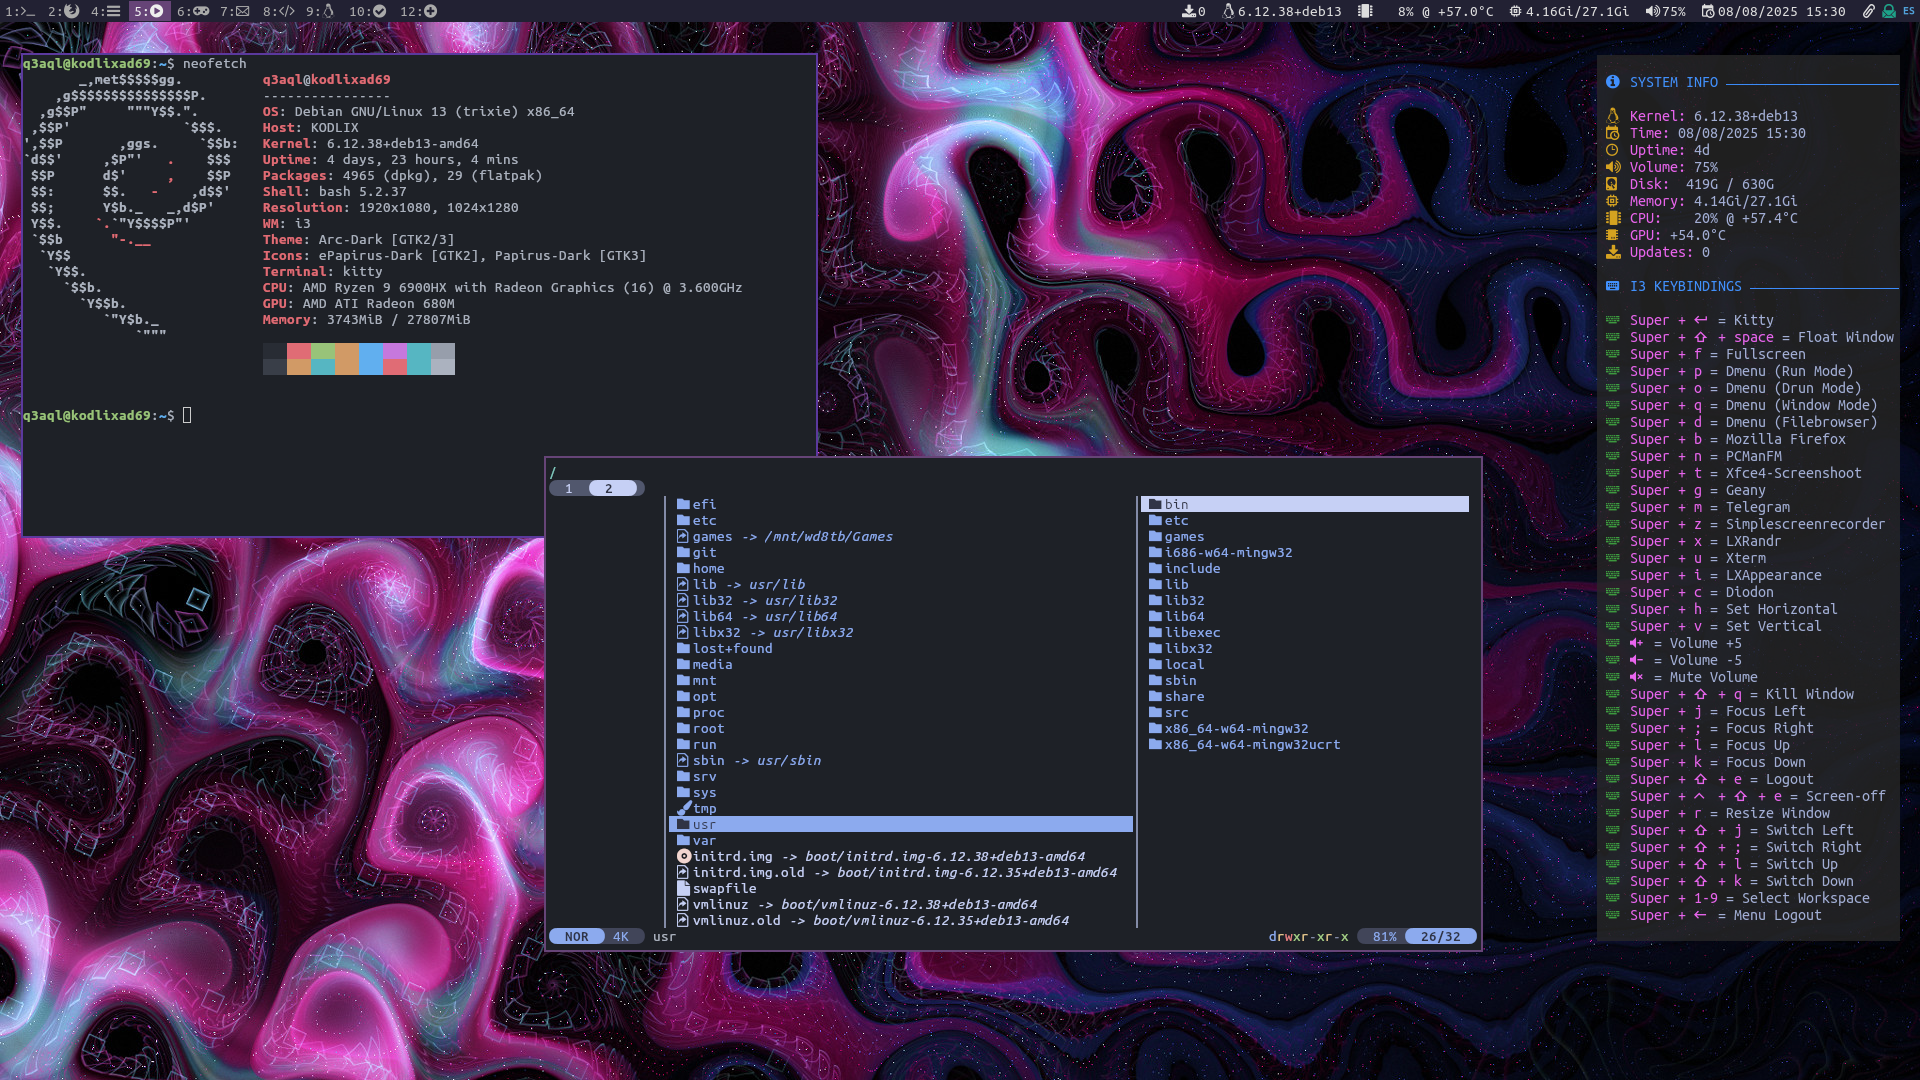 1: 2: 4: 5: 6: 7: 8:</> 9: 10: 12:
0 6.12.38+deb13 8% @ +57.0°C 4.16Gi/27.1Gi 75% 08/08/2025 15:30 ES
q3aql@kodlixad69:~$ neofetch
_,met$$$$$gg.
,g$$$$$$$$$$$$$$$P.
,g$$P"     """Y$$.".
,$$P'              `$$$.
',$$P       ,ggs.     `$$b:
`d$$'     ,$P"'   .    $$$
$$P      d$'     ,    $$P
$$:      $$.   -    ,d$$'
$$;      Y$b._   _,d$P'
Y$$.    `.`"Y$$$$P"'
`$$b      "-.__
`Y$$
`Y$$.
`$$b.
`Y$$b.
`"Y$b._
`"""
q3aql@kodlixad69
----------------
OS: Debian GNU/Linux 13 (trixie) x86_64
Host: KODLIX
Kernel: 6.12.38+deb13-amd64
Uptime: 4 days, 23 hours, 4 mins
Packages: 4965 (dpkg), 29 (flatpak)
Shell: bash 5.2.37
Resolution: 1920x1080, 1024x1280
WM: i3
Theme: Arc-Dark [GTK2/3]
Icons: ePapirus-Dark [GTK2], Papirus-Dark [GTK3]
Terminal: kitty
CPU: AMD Ryzen 9 6900HX with Radeon Graphics (16) @ 3.600GHz
GPU: AMD ATI Radeon 680M
Memory: 3743MiB / 27807MiB
q3aql@kodlixad69:~$
/
1 2
efi
etc
games -> /mnt/wd8tb/Games
git
home
lib -> usr/lib
lib32 -> usr/lib32
lib64 -> usr/lib64
libx32 -> usr/libx32
lost+found
media
mnt
opt
proc
root
run
sbin -> usr/sbin
srv
sys
tmp
usr
var
initrd.img -> boot/initrd.img-6.12.38+deb13-amd64
initrd.img.old -> boot/initrd.img-6.12.35+deb13-amd64
swapfile
vmlinuz -> boot/vmlinuz-6.12.38+deb13-amd64
vmlinuz.old -> boot/vmlinuz-6.12.35+deb13-amd64
bin
etc
games
i686-w64-mingw32
include
lib
lib32
lib64
libexec
libx32
local
sbin
share
src
x86_64-w64-mingw32
x86_64-w64-mingw32ucrt
NOR 4K usr drwxr-xr-x 81% 26/32
SYSTEM INFO
Kernel: 6.12.38+deb13
Time: 08/08/2025 15:30
Uptime: 4d
Volume: 75%
Disk: 419G / 630G
Memory: 4.14Gi/27.1Gi
CPU: 20% @ +57.4°C
GPU: +54.0°C
Updates: 0
I3 KEYBINDINGS
Super + ↵ = Kitty
Super + ⇧ + space = Float Window
Super + f = Fullscreen
Super + p = Dmenu (Run Mode)
Super + o = Dmenu (Drun Mode)
Super + q = Dmenu (Window Mode)
Super + d = Dmenu (Filebrowser)
Super + b = Mozilla Firefox
Super + n = PCManFM
Super + t = Xfce4-Screenshoot
Super + g = Geany
Super + m = Telegram
Super + z = Simplescreenrecorder
Super + x = LXRandr
Super + u = Xterm
Super + i = LXAppearance
Super + c = Diodon
Super + h = Set Horizontal
Super + v = Set Vertical
= Volume +5
= Volume -5
= Mute Volume
Super + ⇧ + q = Kill Window
Super + j = Focus Left
Super + ; = Focus Right
Super + l = Focus Up
Super + k = Focus Down
Super + ⇧ + e = Logout
Super + ^ + ⇧ + e = Screen-off
Super + r = Resize Window
Super + ⇧ + j = Switch Left
Super + ⇧ + ; = Switch Right
Super + ⇧ + l = Switch Up
Super + ⇧ + k = Switch Down
Super + 1-9 = Select Workspace
Super + ← = Menu Logout